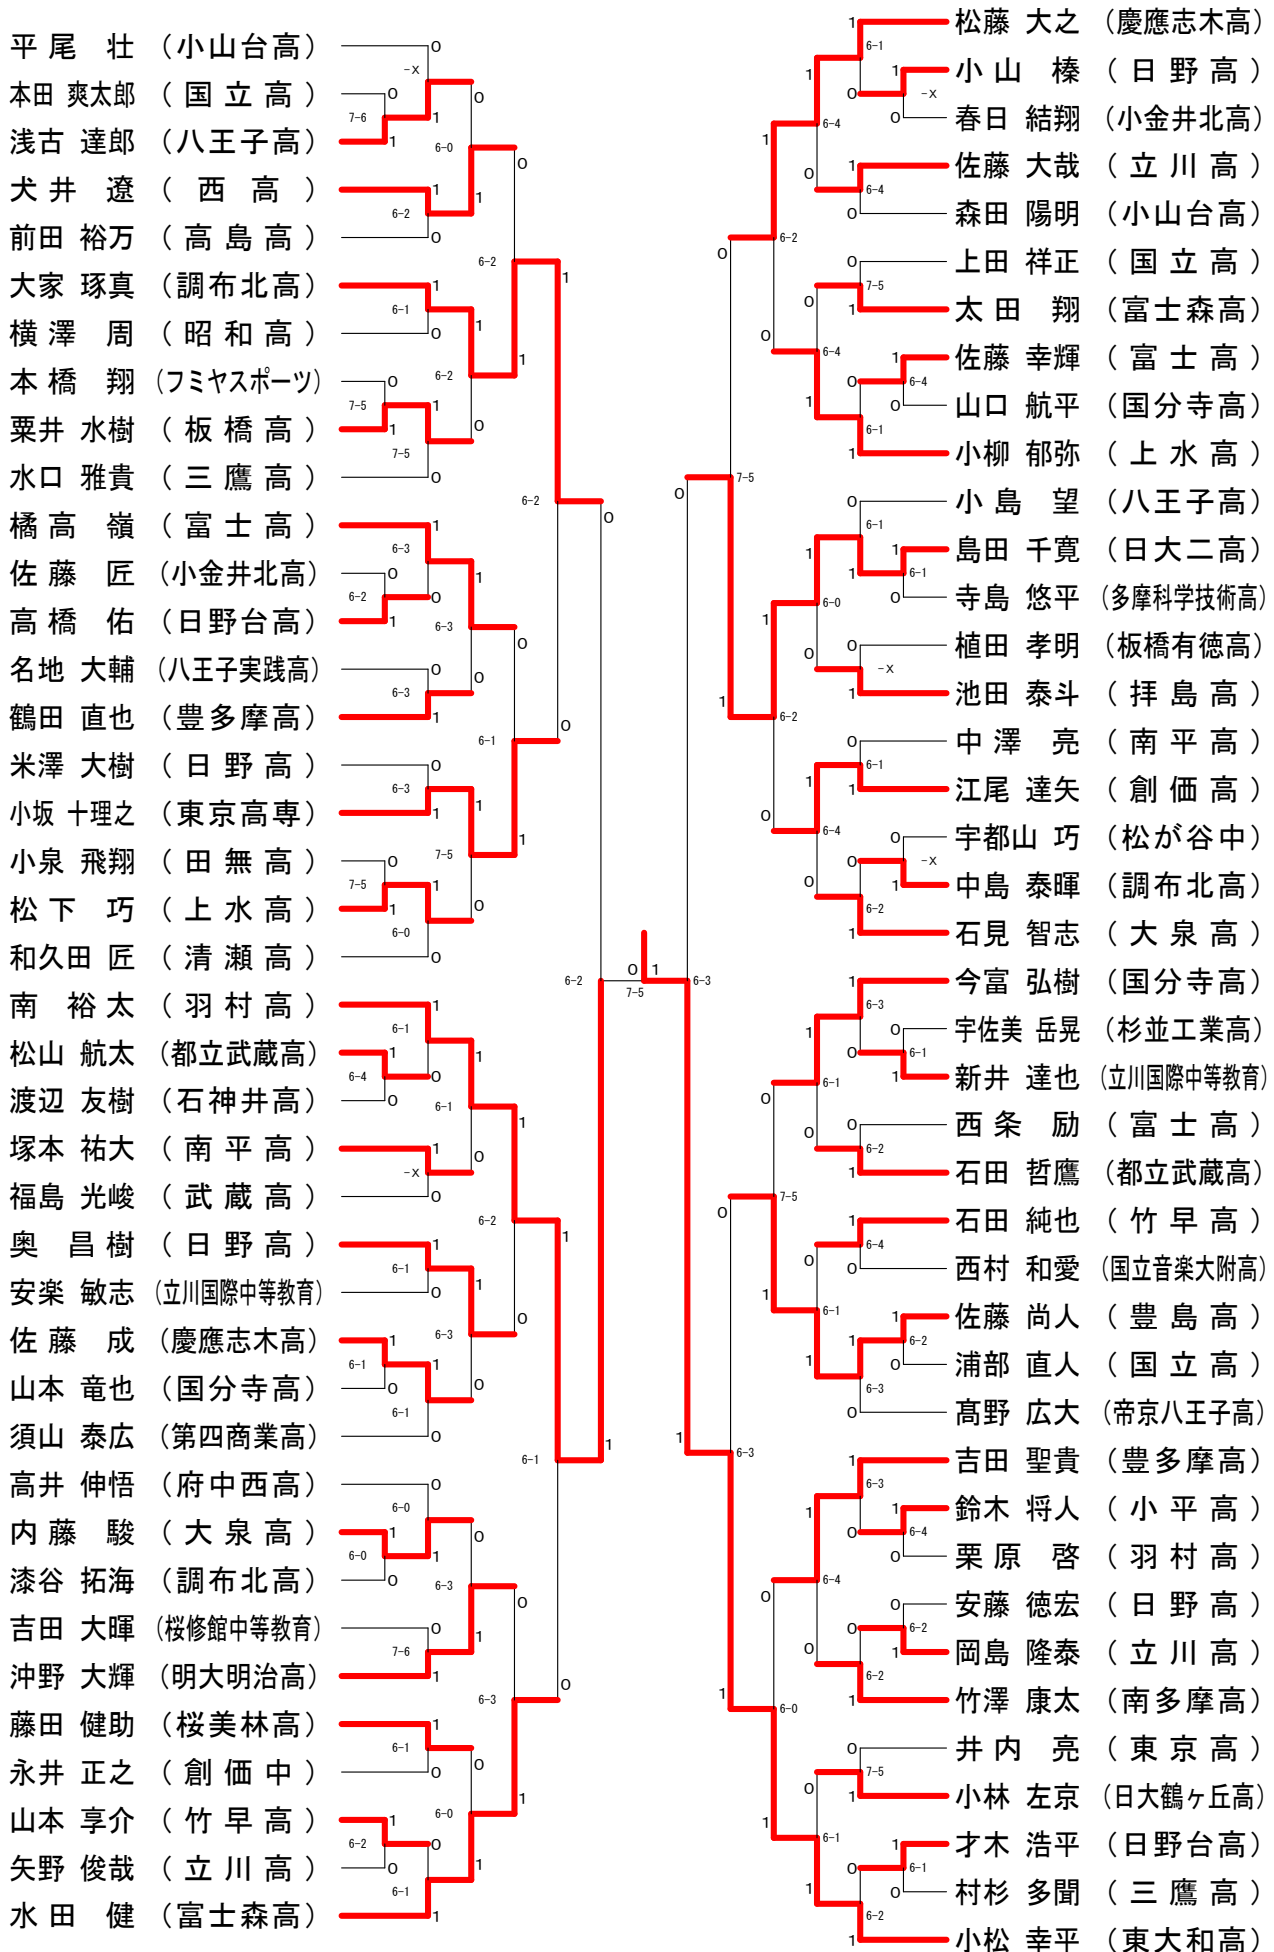 平尾 壮 (小山台高)
本田 爽太郎 (国立高)
浅古 達郎 (八王子高)
犬井 遼 (西高)
前田 裕万 (高島高)
大家 琢真 (調布北高)
横澤 周 (昭和高)
本橋 翔 (フミヤスポーツ)
粟井 水樹 (板橋高)
水口 雅貴 (三鷹高)
橘高 嶺 (富士高)
佐藤 匠 (小金井北高)
高橋 佑 (日野台高)
名地 大輔 (八王子実践高)
鶴田 直也 (豊多摩高)
米澤 大樹 (日野高)
小坂 十理之 (東京高専)
小泉 飛翔 (田無高)
松下 巧 (上水高)
和久田 匠 (清瀬高)
南 裕太 (羽村高)
松山 航太 (都立武蔵高)
渡辺 友樹 (石神井高)
塚本 祐大 (南平高)
福島 光峻 (武蔵高)
奥 昌樹 (日野高)
安楽 敏志 (立川国際中等教育)
佐藤 成 (慶應志木高)
山本 竜也 (国分寺高)
須山 泰広 (第四商業高)
高井 伸悟 (府中西高)
内藤 駿 (大泉高)
漆谷 拓海 (調布北高)
吉田 大暉 (桜修館中等教育)
沖野 大輝 (明大明治高)
藤田 健助 (桜美林高)
永井 正之 (創価中)
山本 享介 (竹早高)
矢野 俊哉 (立川高)
水田 健 (富士森高)
松藤 大之 (慶應志木高)
小山 榛 (日野高)
春日 結翔 (小金井北高)
佐藤 大哉 (立川高)
森田 陽明 (小山台高)
上田 祥正 (国立高)
太田 翔 (富士森高)
佐藤 幸輝 (富士高)
山口 航平 (国分寺高)
小柳 郁弥 (上水高)
小島 望 (八王子高)
島田 千寛 (日大二高)
寺島 悠平 (多摩科学技術高)
植田 孝明 (板橋有徳高)
池田 泰斗 (拝島高)
中澤 亮 (南平高)
江尾 達矢 (創価高)
宇都山 巧 (松が谷中)
中島 泰暉 (調布北高)
石見 智志 (大泉高)
今富 弘樹 (国分寺高)
宇佐美 岳晃 (杉並工業高)
新井 達也 (立川国際中等教育)
西条 励 (富士高)
石田 哲鷹 (都立武蔵高)
石田 純也 (竹早高)
西村 和愛 (国立音楽大附高)
佐藤 尚人 (豊島高)
浦部 直人 (国立高)
髙野 広大 (帝京八王子高)
吉田 聖貴 (豊多摩高)
鈴木 将人 (小平高)
栗原 啓 (羽村高)
安藤 徳宏 (日野高)
岡島 隆泰 (立川高)
竹澤 康太 (南多摩高)
井内 亮 (東京高)
小林 左京 (日大鶴ヶ丘高)
才木 浩平 (日野台高)
村杉 多聞 (三鷹高)
小松 幸平 (東大和高)